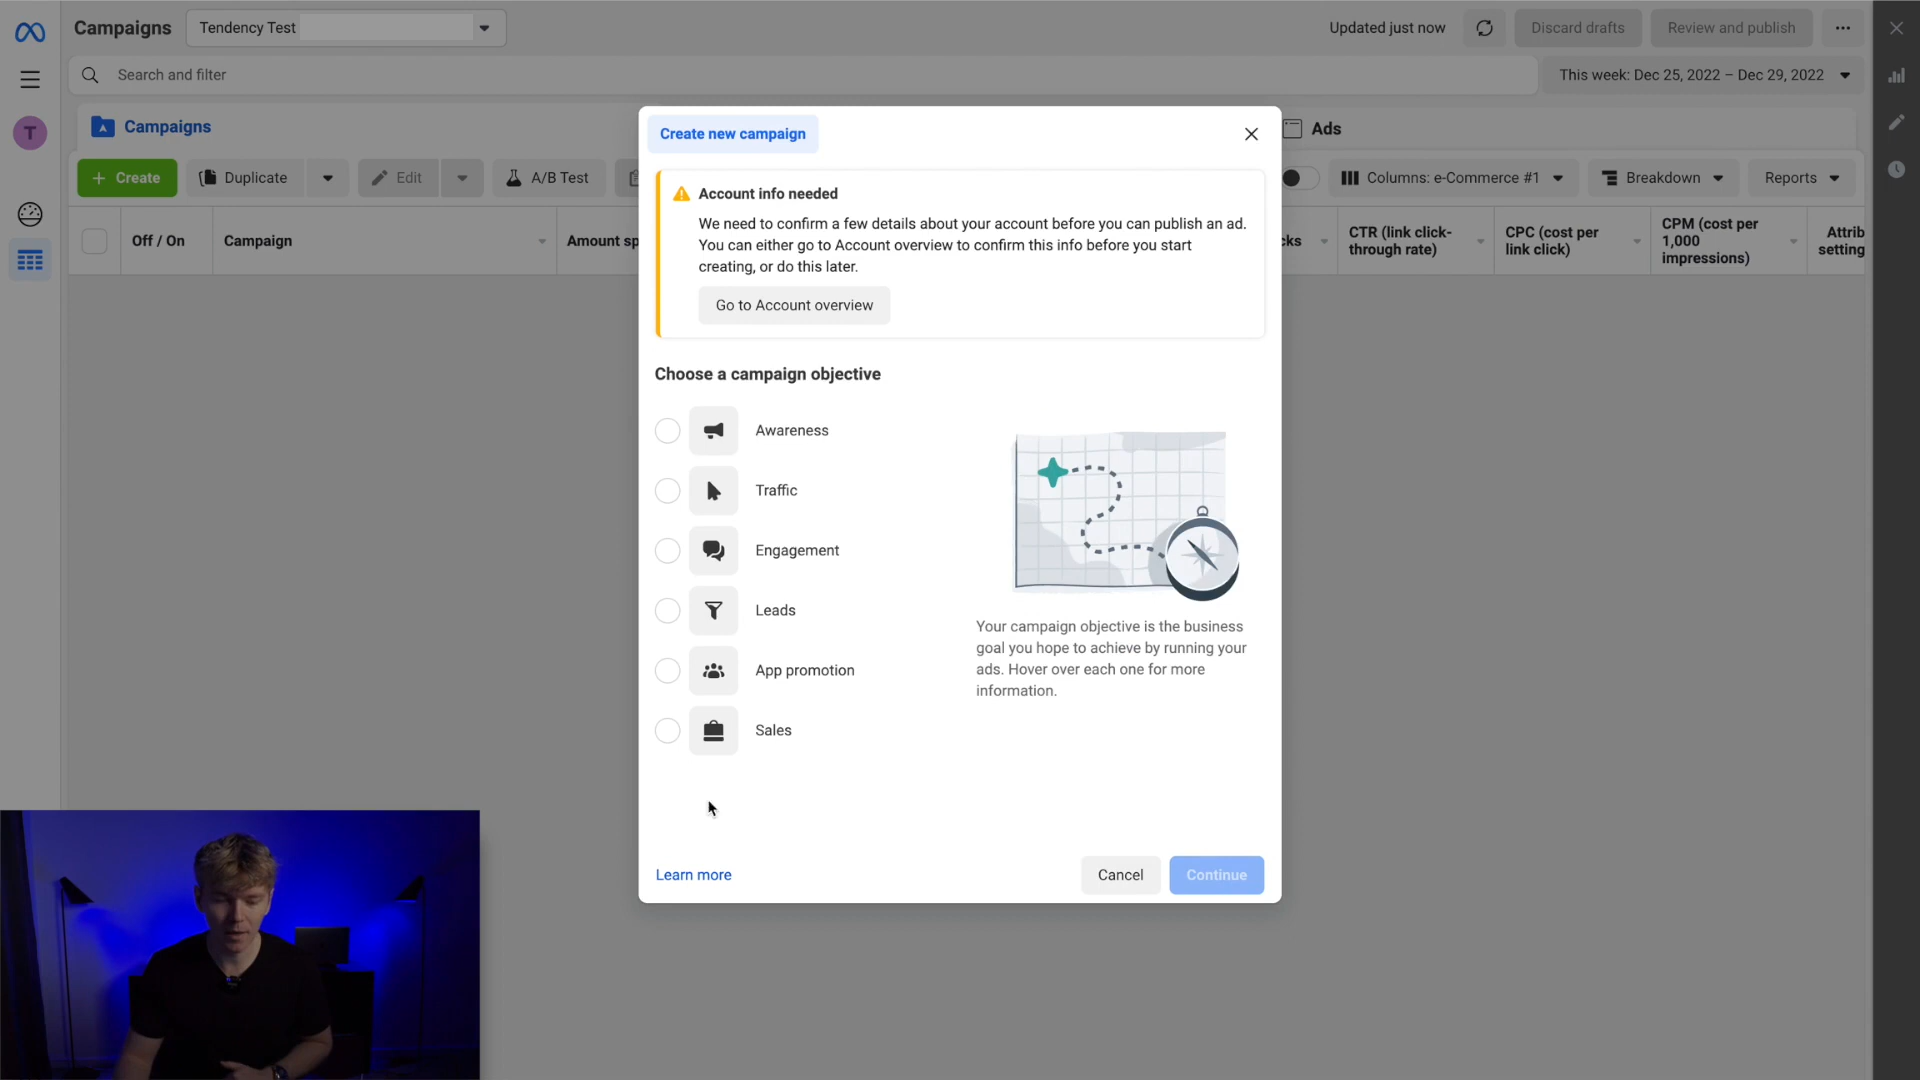 Campaigns
Tendency Test
Updated just now
Discard drafts
Review and publish
Search and filter
This week: Dec 25, 2022 – Dec 29, 2022
T
Campaigns
Ads
Create
Duplicate
Edit
A/B Test
Columns: e-Commerce #1
Breakdown
Reports
Off / On
Campaign
Amount sp
cks
CTR (link click-
through rate)
CPC (cost per
link click)
CPM (cost per
1,000
impressions)
Attrib
setting
Create new campaign
Account info needed
We need to confirm a few details about your account before you can publish an ad.
You can either go to Account overview to confirm this info before you start
creating, or do this later.
Go to Account overview
Choose a campaign objective
Awareness
Traffic
Engagement
Leads
App promotion
Sales
Your campaign objective is the business
goal you hope to achieve by running your
ads. Hover over each one for more
information.
Learn more
Cancel
Continue